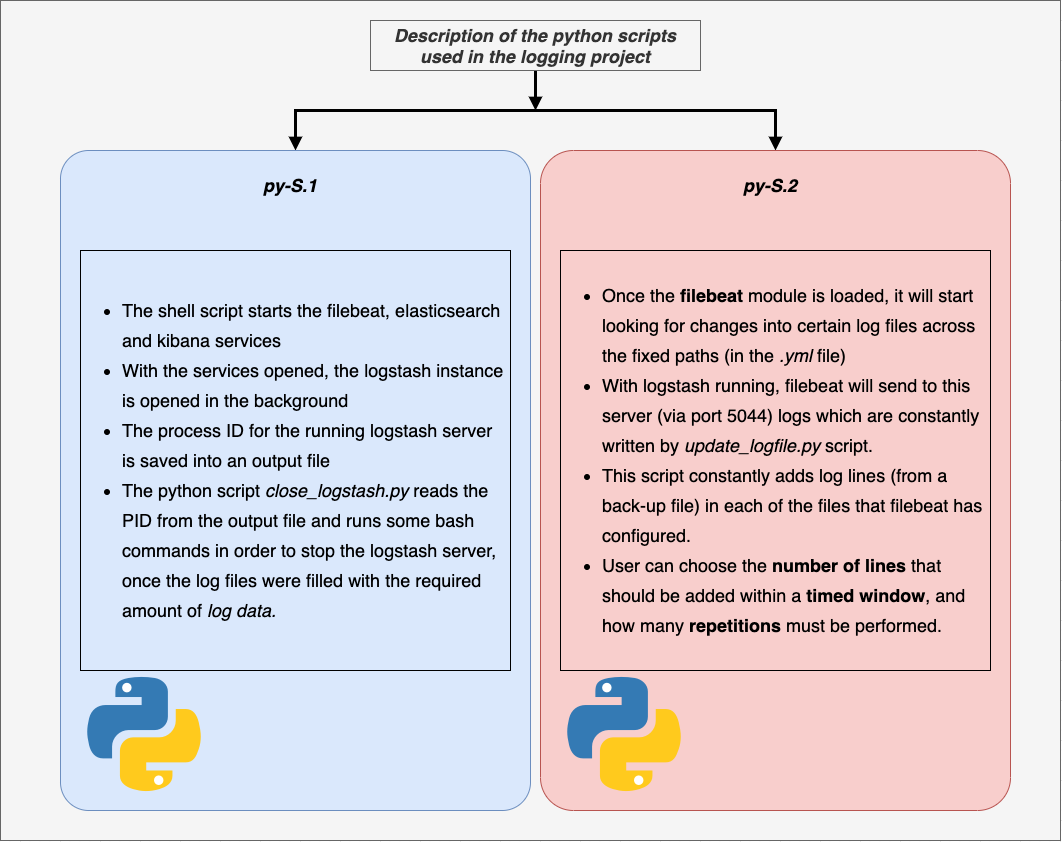 Description of the python scripts
used in the logging project
py-S.1
• The shell script starts the filebeat, elasticsearch
and kibana services
• With the services opened, the logstash instance
is opened in the background
• The process ID for the running logstash server
is saved into an output file
• The python script close_logstash.py reads the
PID from the output file and runs some bash
commands in order to stop the logstash server,
once the log files were filled with the required
amount of log data.
py-S.2
• Once the filebeat module is loaded, it will start
looking for changes into certain log files across
the fixed paths (in the .yml file)
• With logstash running, filebeat will send to this
server (via port 5044) logs which are constantly
written by update_logfile.py script.
• This script constantly adds log lines (from a
back-up file) in each of the files that filebeat has
configured.
• User can choose the number of lines that
should be added within a timed window, and
how many repetitions must be performed.